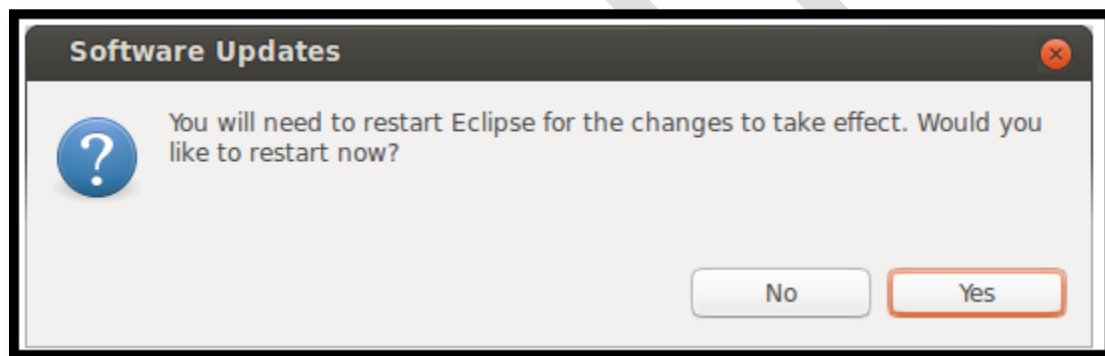 Software Updates
You will need to restart Eclipse for the changes to take effect. Would you
like to restart now?
No Yes